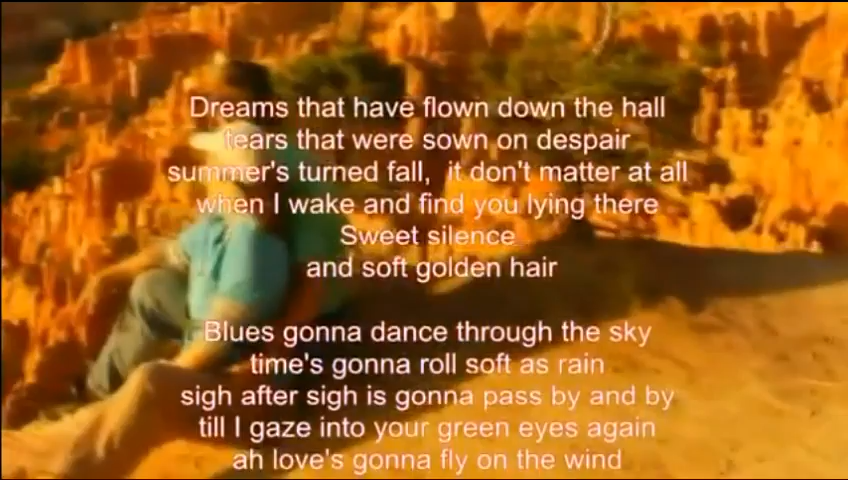 Dreams that have flown down the hall
tears that were sown on despair
summer's turned fall,  it don't matter at all
when I wake and find you lying there
Sweet silence
and soft golden hair
Blues gonna dance through the sky
time's gonna roll soft as rain
sigh after sigh is gonna pass by and by
till I gaze into your green eyes again
ah love's gonna fly on the wind